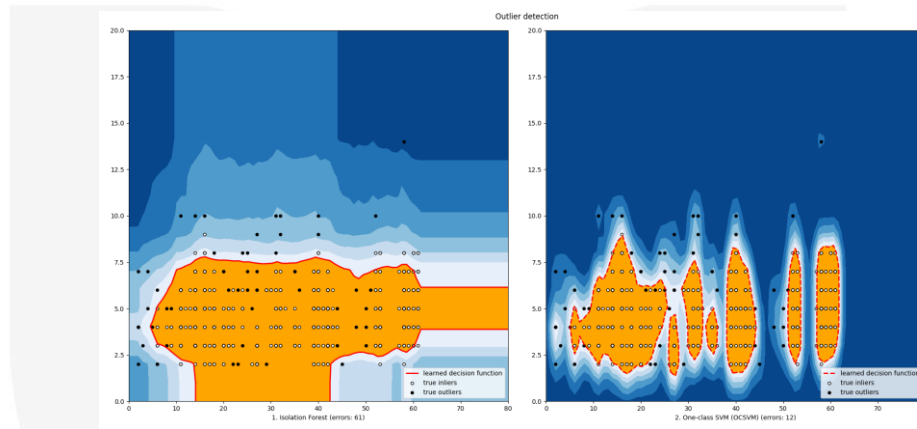 Outlier detection
20.0
17.5
15.0
12.5
10.0
7.5
5.0
2.5
0.0
0 10 20 30 40 50 60 70 80
learned decision function
true inliers
true outliers
1. Isolation Forest (errors: 61)
20.0
17.5
15.0
12.5
10.0
7.5
5.0
2.5
0.0
0 10 20 30 40 50 60 70
learned decision function
true inliers
true outliers
2. One-class SVM (OCSVM) (errors: 12)